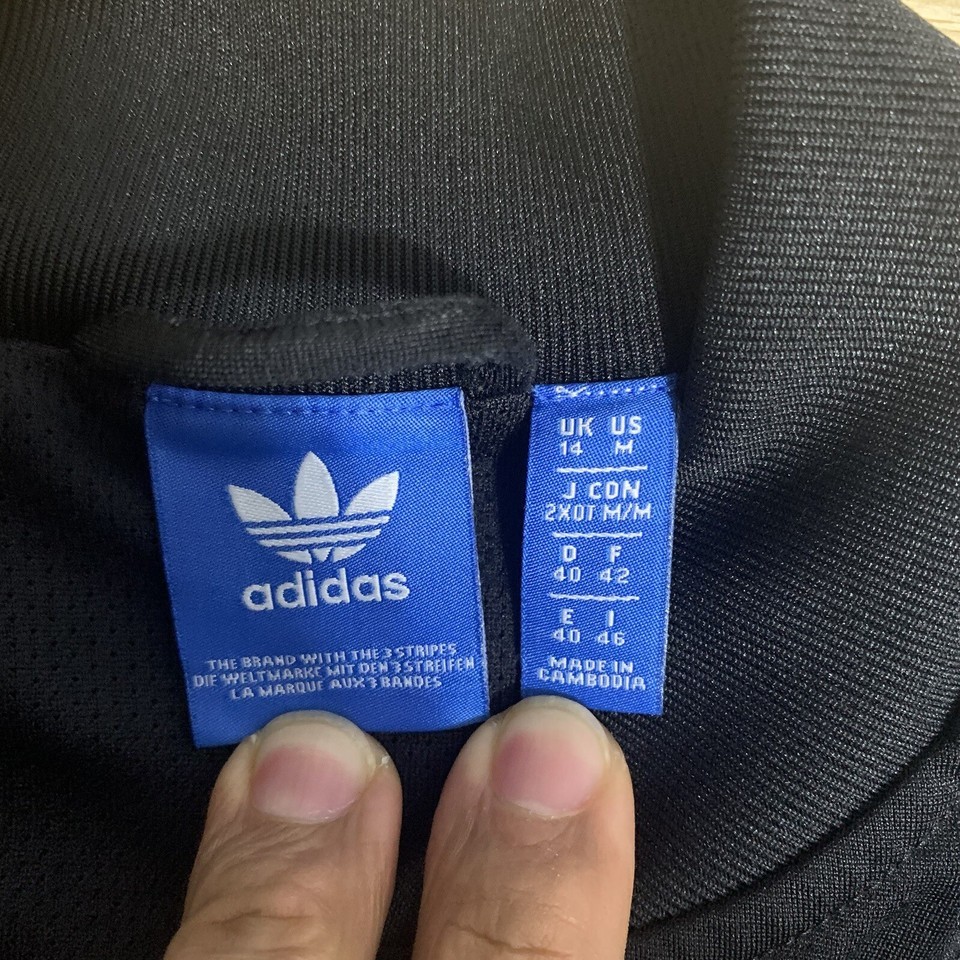 adidas
THE BRAND WITH THE 3 STRIPES
DIE WELTMARKE MIT DEN 3 STREIFEN
LA MARQUE AUX 3 BANDES
UK US
14 M
J CDN
2XOT M/M
D F
40 42
E I
40 46
MADE IN
CAMBODIA